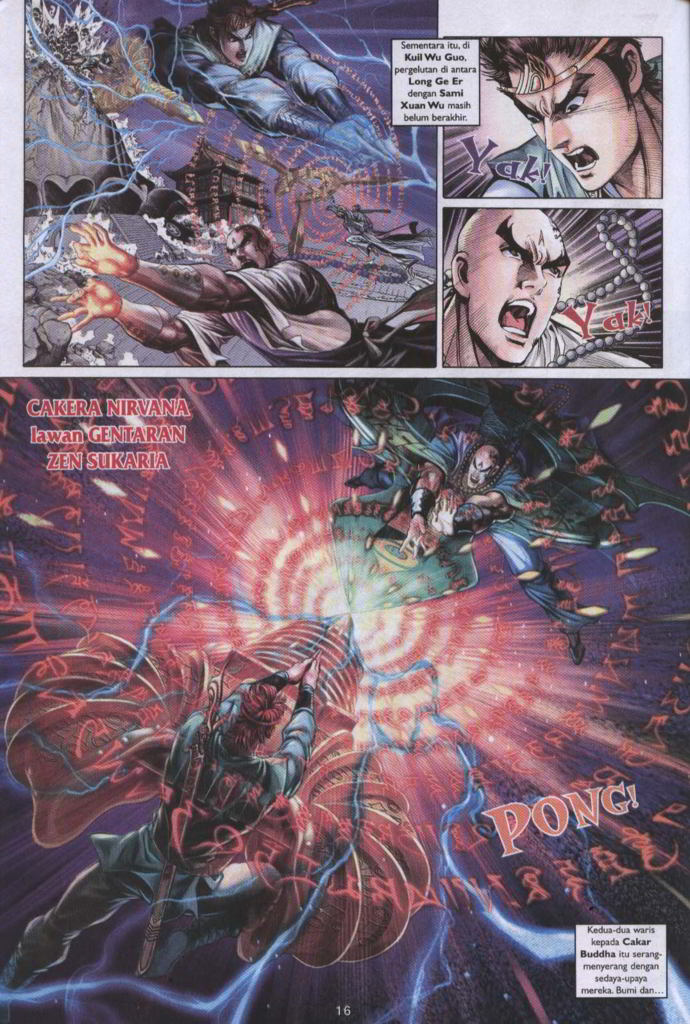 Sementara itu, di
Kuil Wu Guo,
pergelutan di antara
Long Ge Er
dengan Sami
Xuan Wu masih
belum berakhir.
Yak!
Yak!
CAKERA NIRVANA
lawan GENTARAN
ZEN SUKARIA
PONG!
Kedua-dua waris
kepada Cakar
Buddha itu serang-
menyerang dengan
sedaya-upaya
mereka. Bumi dan...
16